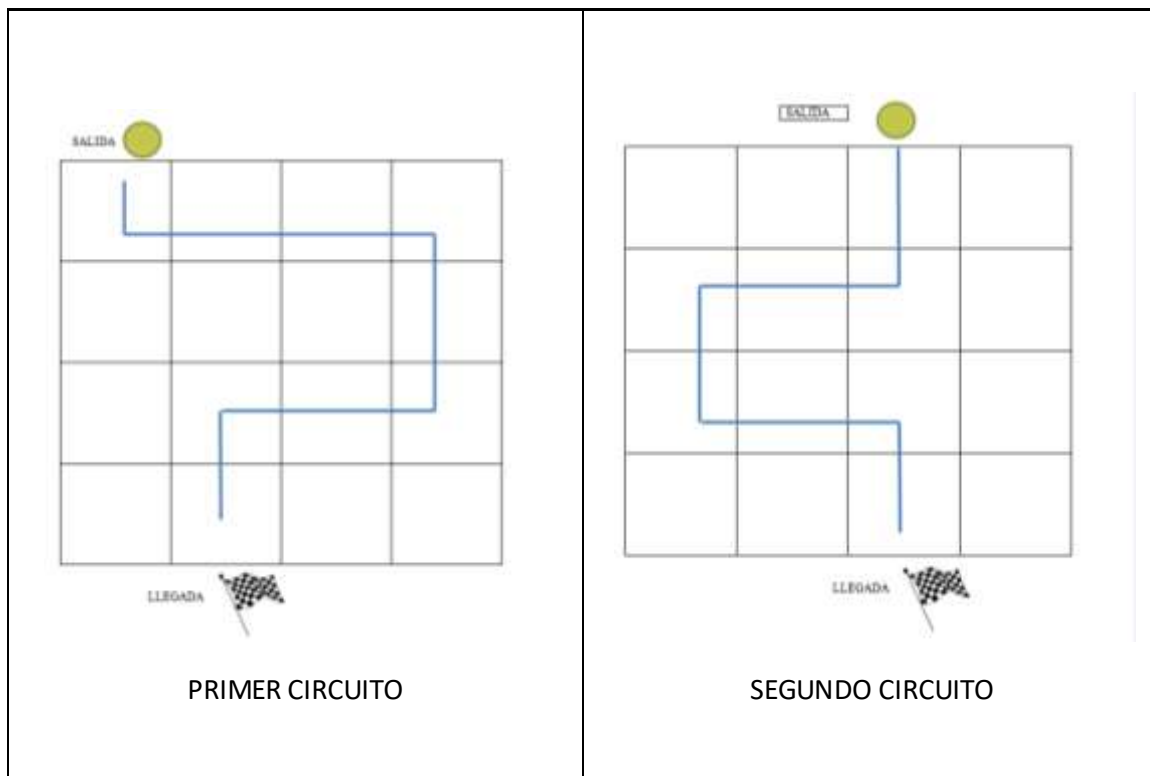 SALIDA
LLEGADA
PRIMER CIRCUITO
SALIDA
LLEGADA
SEGUNDO CIRCUITO